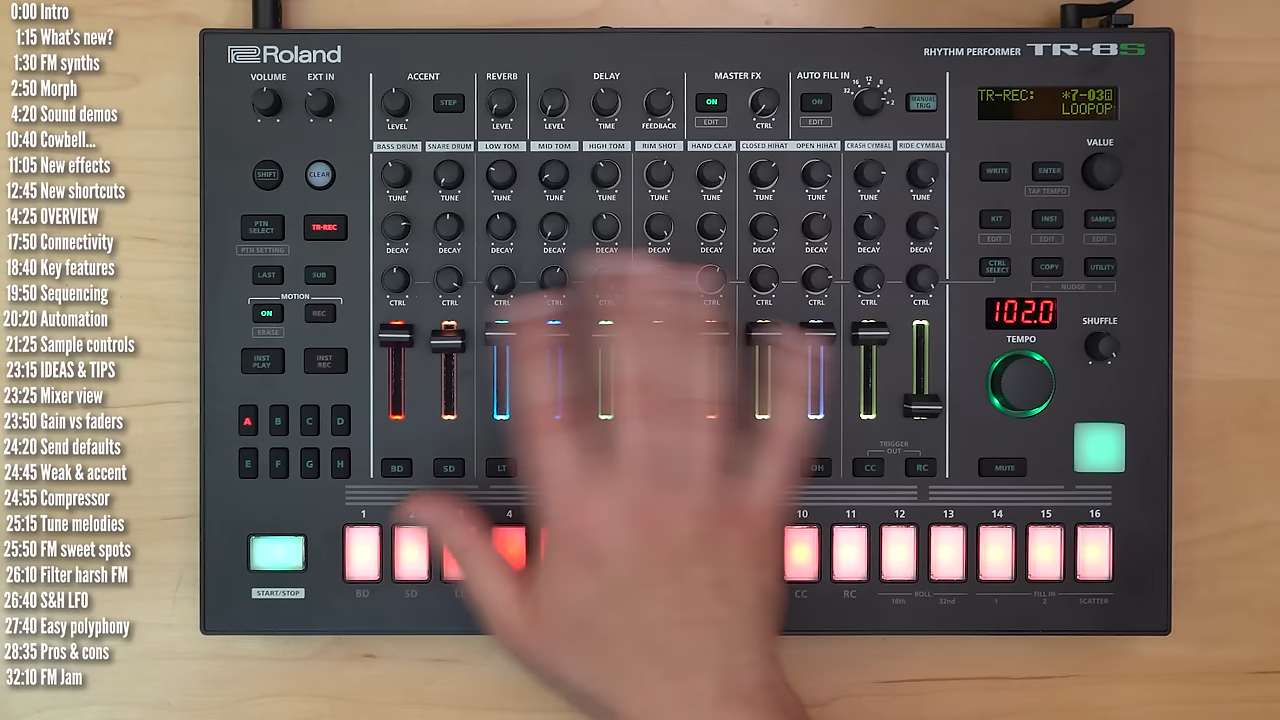 0:00 Intro
1:15 What's new?
1:30 FM synths
2:50 Morph
4:20 Sound demos
10:40 Cowbell...
11:05 New effects
12:45 New shortcuts
14:25 OVERVIEW
17:50 Connectivity
18:40 Key features
19:50 Sequencing
20:20 Automation
21:25 Sample controls
23:15 IDEAS & TIPS
23:25 Mixer view
23:50 Gain vs faders
24:20 Send defaults
24:45 Weak & accent
24:55 Compressor
25:15 Tune melodies
25:50 FM sweet spots
26:10 Filter harsh FM
26:40 S&H LFO
27:40 Easy polyphony
28:35 Pros & cons
32:10 FM Jam
Roland
RHYTHM PERFORMER TR-8S
VOLUME EXT IN
ACCENT REVERB DELAY MASTER FX AUTO FILL IN
STEP ON ON MANUAL TRIG
32 16 12 8 4 2
LEVEL LEVEL LEVEL TIME FEEDBACK EDIT CTRL EDIT
TR-REC: *7-03
LOOPOP
BASS DRUM SNARE DRUM LOW TOM MID TOM HIGH TOM RIM SHOT HAND CLAP CLOSED HIHAT OPEN HIHAT CRASH CYMBAL RIDE CYMBAL
VALUE
SHIFT CLEAR
WRITE ENTER
TAP TEMPO
TUNE TUNE TUNE TUNE TUNE TUNE TUNE TUNE TUNE TUNE TUNE
PTN SELECT TR-REC
PTN SETTING
KIT INST SAMPLE
EDIT EDIT EDIT
DECAY DECAY DECAY DECAY DECAY DECAY DECAY DECAY DECAY DECAY DECAY
LAST SUB
CTRL SELECT COPY UTILITY
- NUDGE +
MOTION
ON REC
ERASE
CTRL CTRL CTRL CTRL CTRL CTRL CTRL CTRL
102.0
TEMPO
SHUFFLE
INST PLAY INST REC
A B C D
E F G H
TRIGGER OUT
BD SD LT OH CC RC MUTE
1 2 4 10 11 12 13 14 15 16
START/STOP
BD SD CC RC
16th ROLL 32nd 1 FILL IN 2 SCATTER